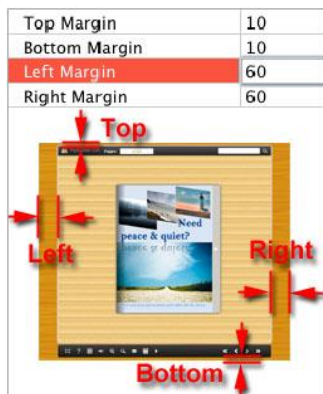 Top Margin 10
Bottom Margin 10
Left Margin 60
Right Margin 60
Top
Pages:
Left
Right
Need
peace & quiet?
Bottom